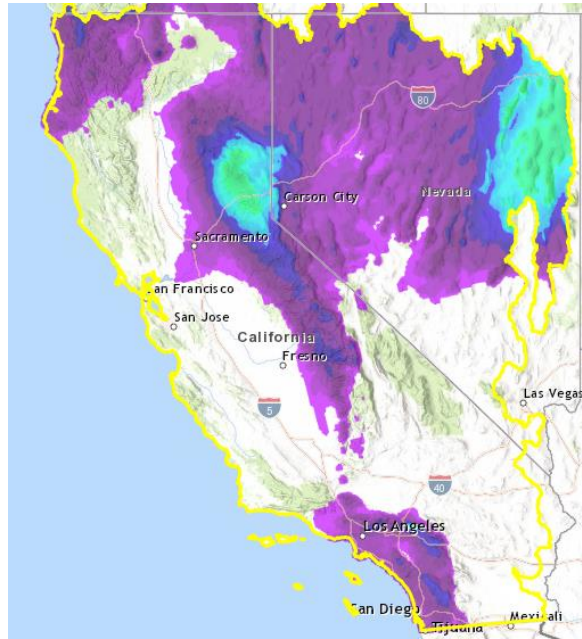 80
Nevada
Carson City
Sacramento
an Francisco
San Jose
California
Fresno
5
Las Vegas
40
Los Angeles
San Diego
Mexicali
Tijuana